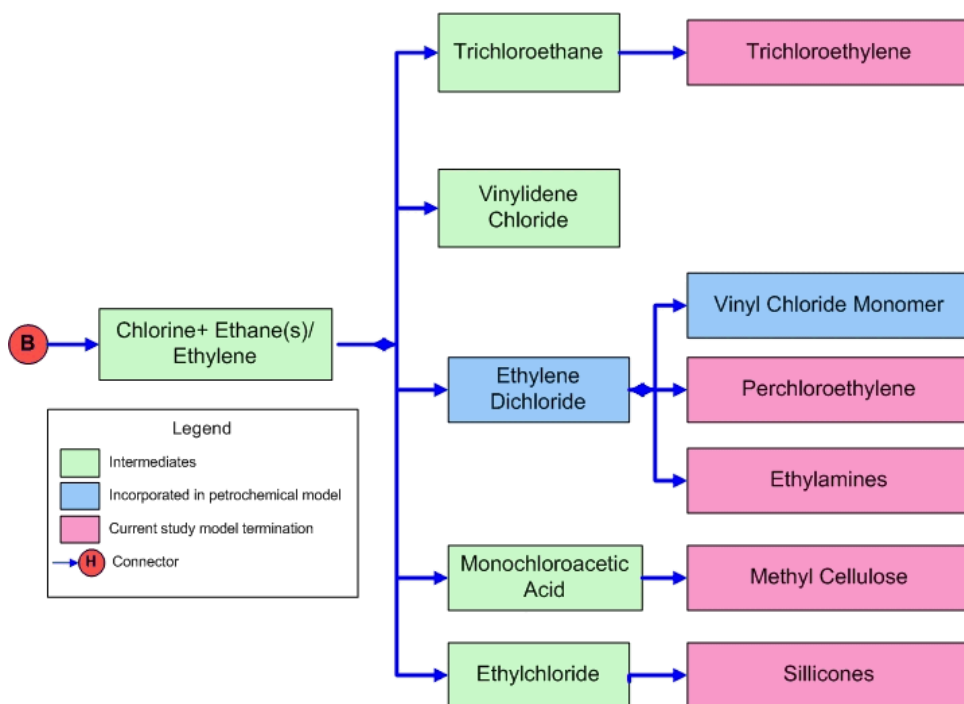 Trichloroethane
Trichloroethylene
Vinylidene
Chloride
Vinyl Chloride Monomer
B
Chlorine+ Ethane(s)/
Ethylene
Ethylene
Dichloride
Perchloroethylene
Ethylamines
Legend
Intermediates
Incorporated in petrochemical model
Current study model termination
H
Connector
Monochloroacetic
Acid
Methyl Cellulose
Ethylchloride
Sillicones